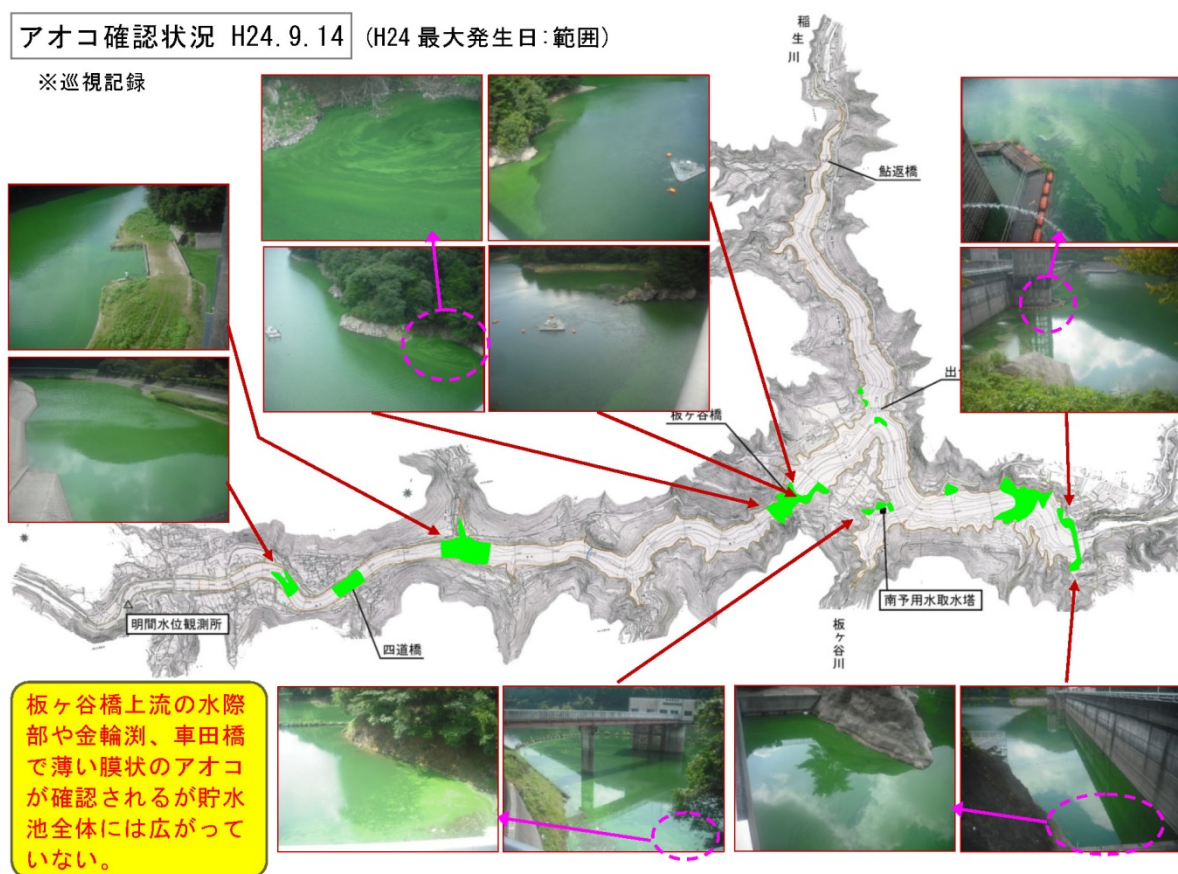 アオコ確認状況 H24.9.14 (H24 最大発生日:範囲)
※巡視記録
稲生川
鮎返橋
出
板ヶ谷橋
明間水位観測所
四道橋
南予用水取水塔
板ヶ谷川
板ヶ谷橋上流の水際
部や金輪渕、車田橋
で薄い膜状のアオコ
が確認されるが貯水
池全体には広がって
いない。